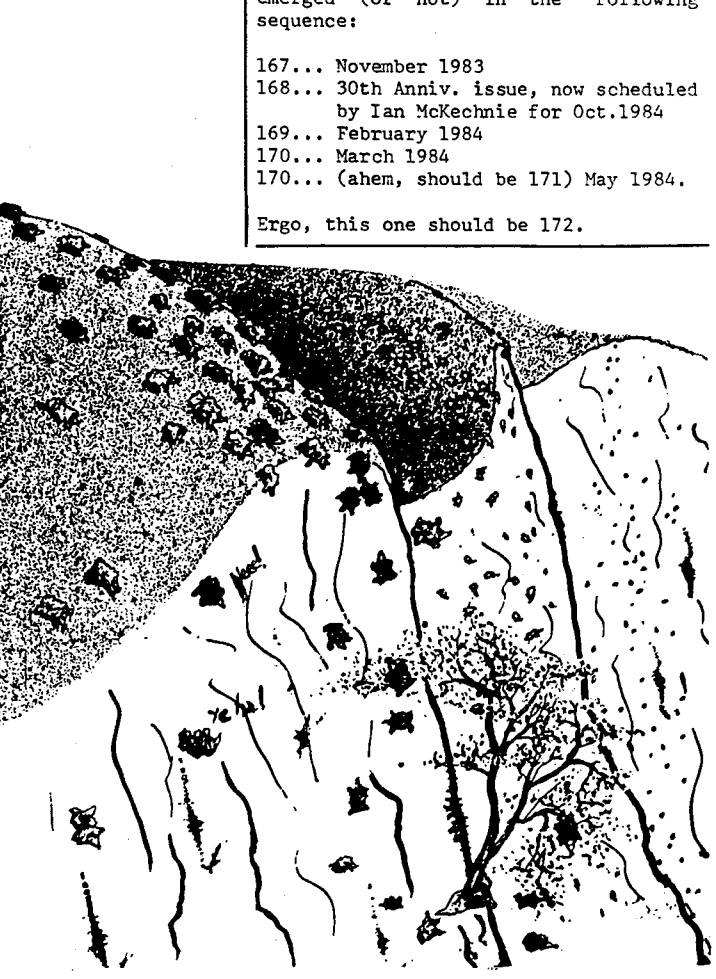 emerged (or not) in the following
sequence:
167... November 1983
168... 30th Anniv. issue, now scheduled
by Ian McKechnie for Oct.1984
169... February 1984
170... March 1984
170... (ahem, should be 171) May 1984.
Ergo, this one should be 172.